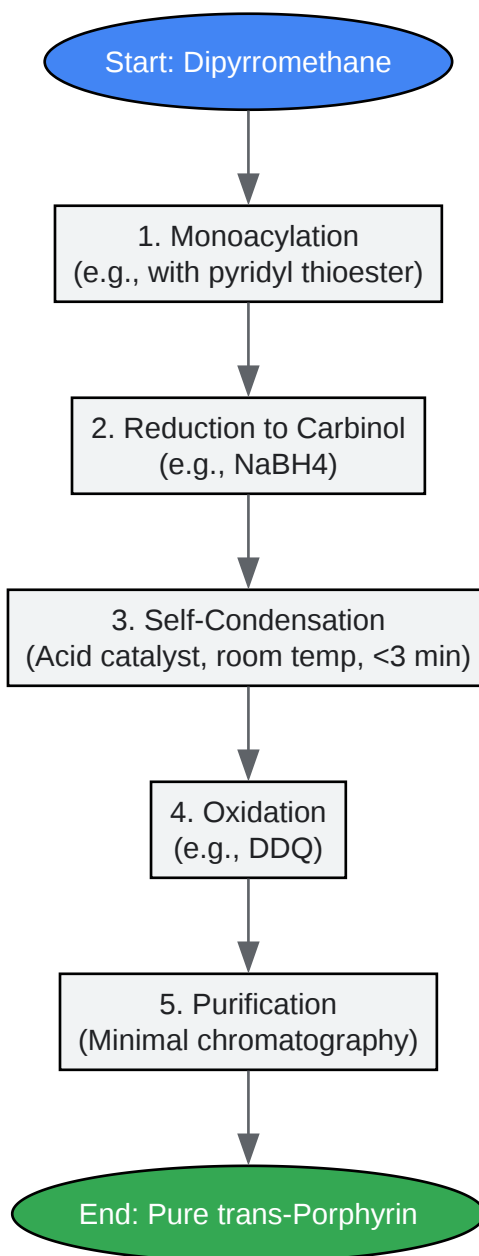 Start: Dipyrromethane
1. Monoacylation
(e.g., with pyridyl thioester)
2. Reduction to Carbinol
(e.g., NaBH4)
3. Self-Condensation
(Acid catalyst, room temp, <3 min)
4. Oxidation
(e.g., DDQ)
5. Purification
(Minimal chromatography)
End: Pure trans-Porphyrin